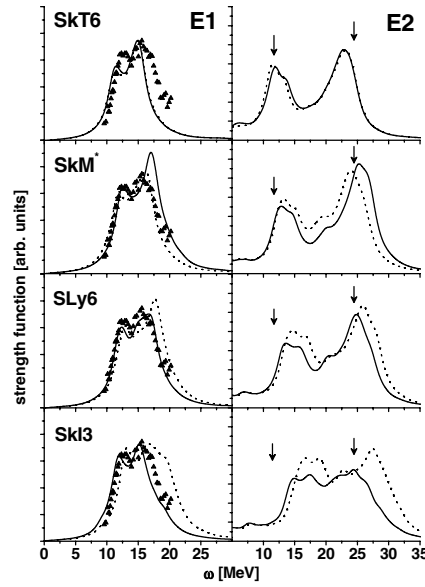 SkT6 E1 E2
SkM*
SLy6
SkI3
strength function [arb. units]
0 5 10 15 20 25 5 10 15 20 25 30 35
ω [MeV]